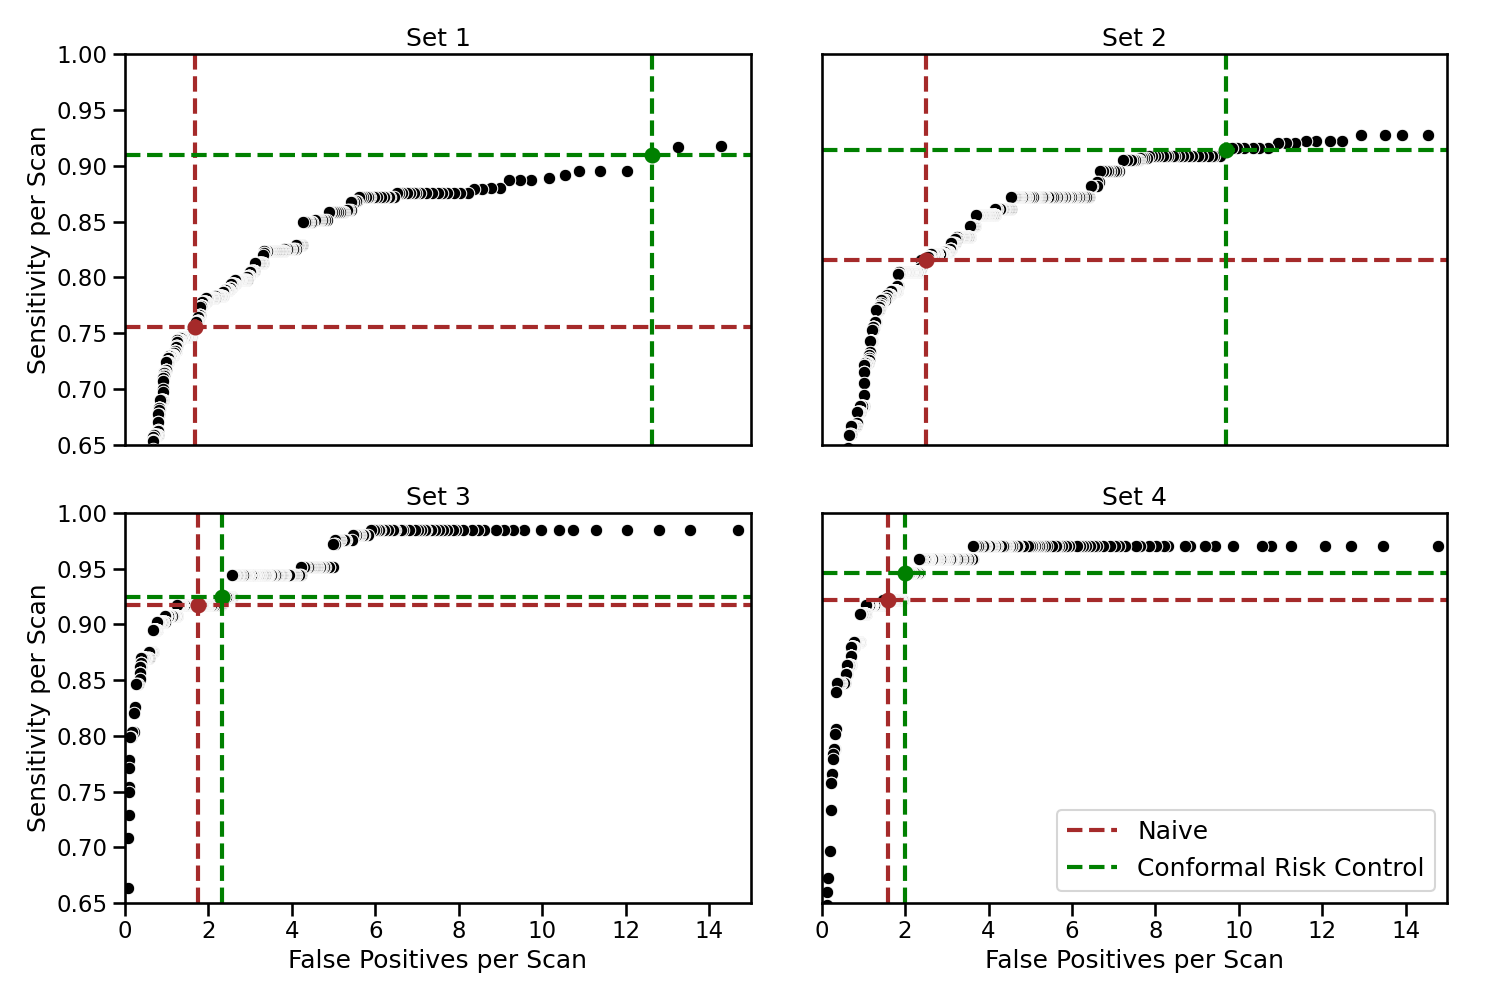 Set 1
Set 2
1.00
0.95
0.90
0.85
0.80
0.75
0.70
0.65
Sensitivity per Scan
Set 3
Set 4
1.00
0.95
0.90
0.85
0.80
0.75
0.70
0.65
Sensitivity per Scan
Naive
Conformal Risk Control
0 2 4 6 8 10 12 14
0 2 4 6 8 10 12 14
False Positives per Scan
False Positives per Scan